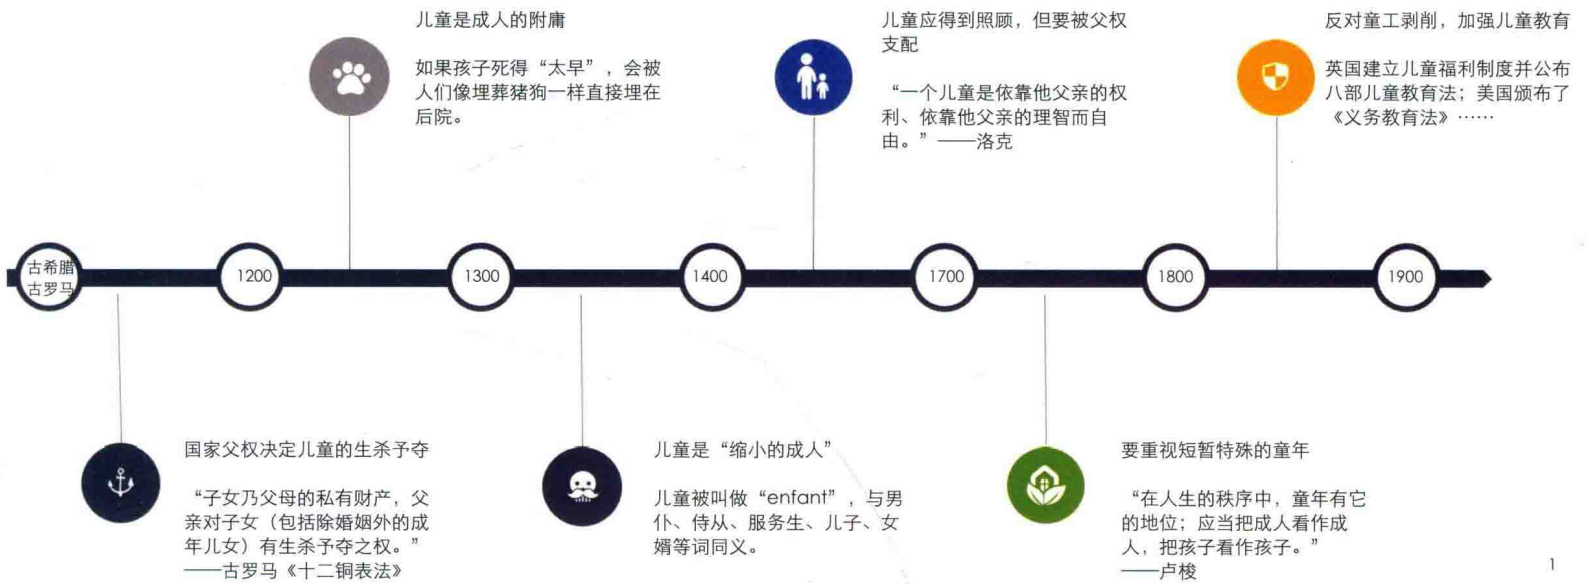 儿童是成人的附庸
如果孩子死得“太早”，会被
人们像埋葬猪狗一样直接埋在
后院。
儿童应得到照顾，但要被父权
支配
“一个儿童是依靠他父亲的权
利、依靠他父亲的理智而自
由。”——洛克
反对童工剥削，加强儿童教育
英国建立儿童福利制度并公布
八部儿童教育法；美国颁布了
《义务教育法》……
古希腊
古罗马
1200
1300
1400
1700
1800
1900
国家父权决定儿童的生杀予夺
“子女乃父母的私有财产，父
亲对子女（包括除婚姻外的成
年儿女）有生杀予夺之权。”
——古罗马《十二铜表法》
儿童是“缩小的成人”
儿童被叫做“enfant”，与男
仆、侍从、服务生、儿子、女
婿等词同义。
要重视短暂特殊的童年
“在人生的秩序中，童年有它
的地位；应当把成人看作成
人，把孩子看作孩子。”
——卢梭
1